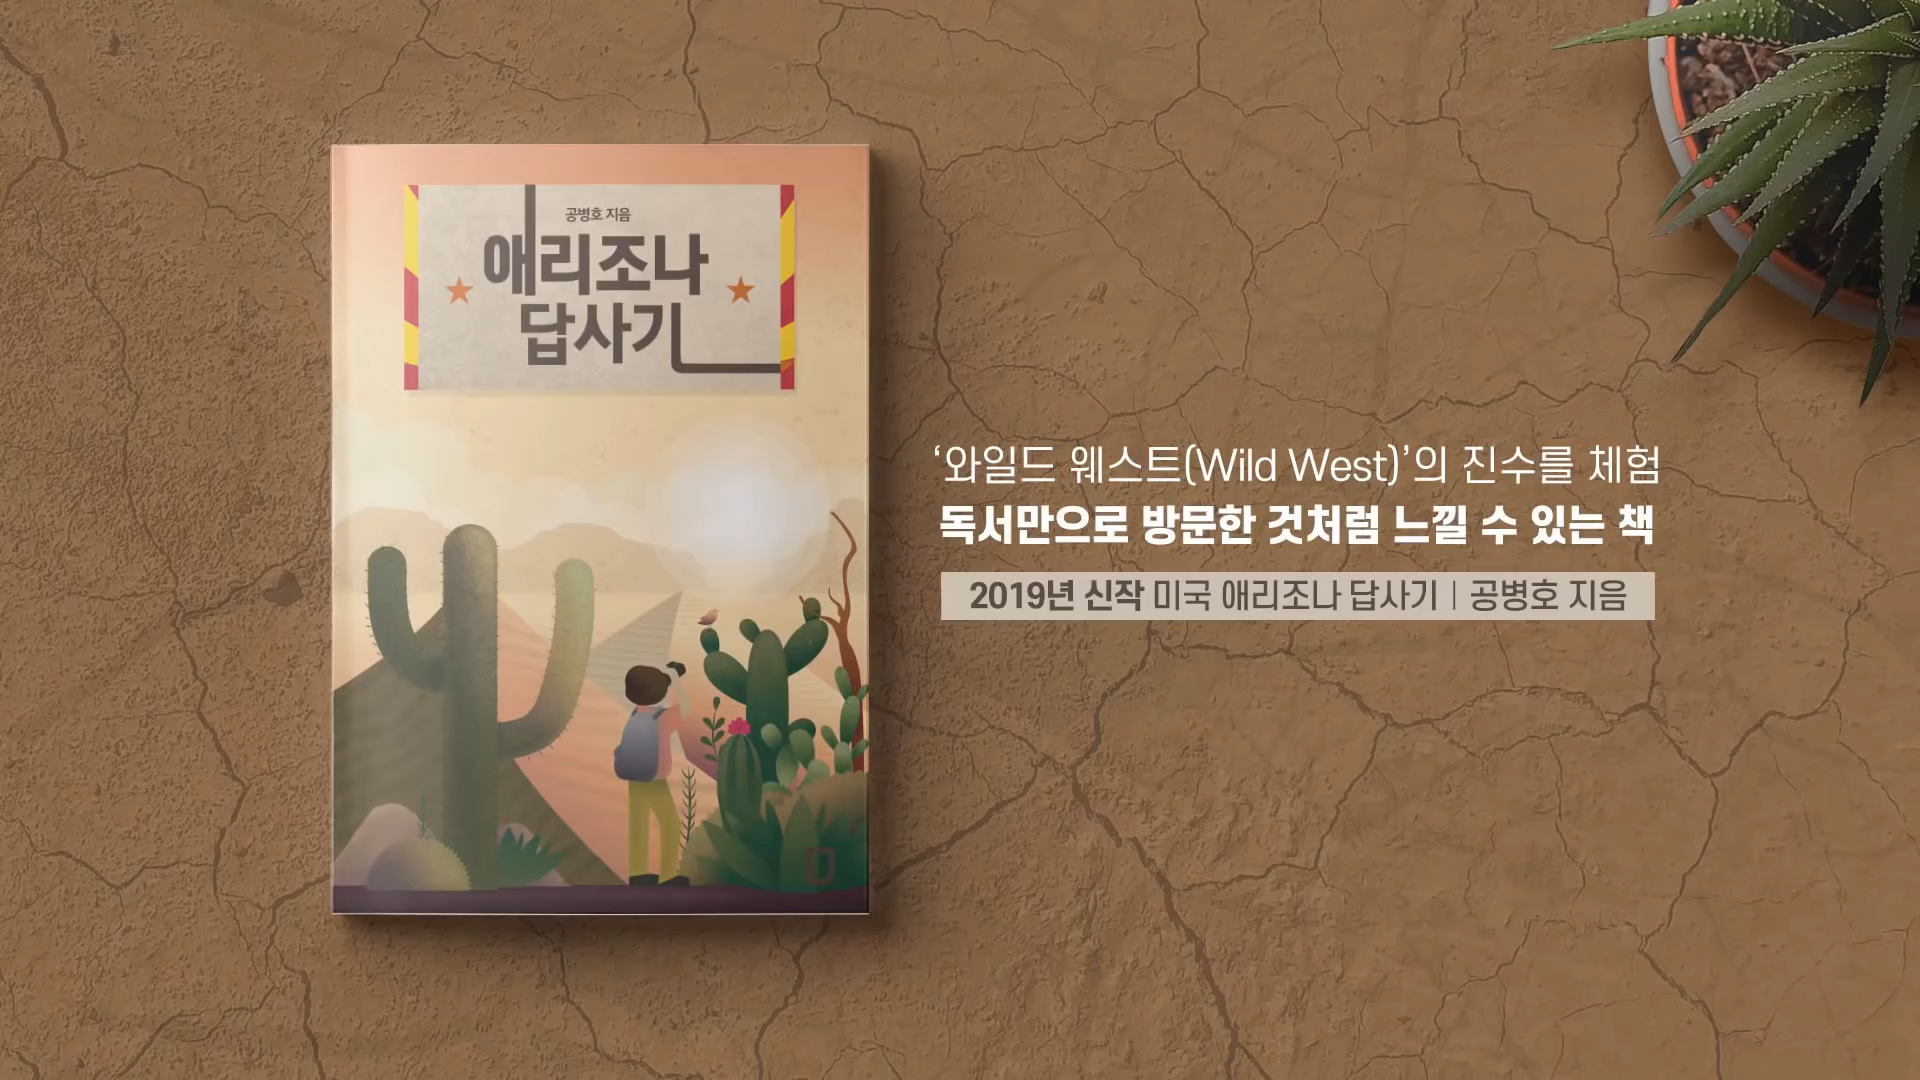 공병호 지음
애리조나
답사기
‘와일드 웨스트(Wild West)’의 진수를 체험
독서만으로 방문한 것처럼 느낄 수 있는 책
2019년 신작 미국 애리조나 답사기 | 공병호 지음